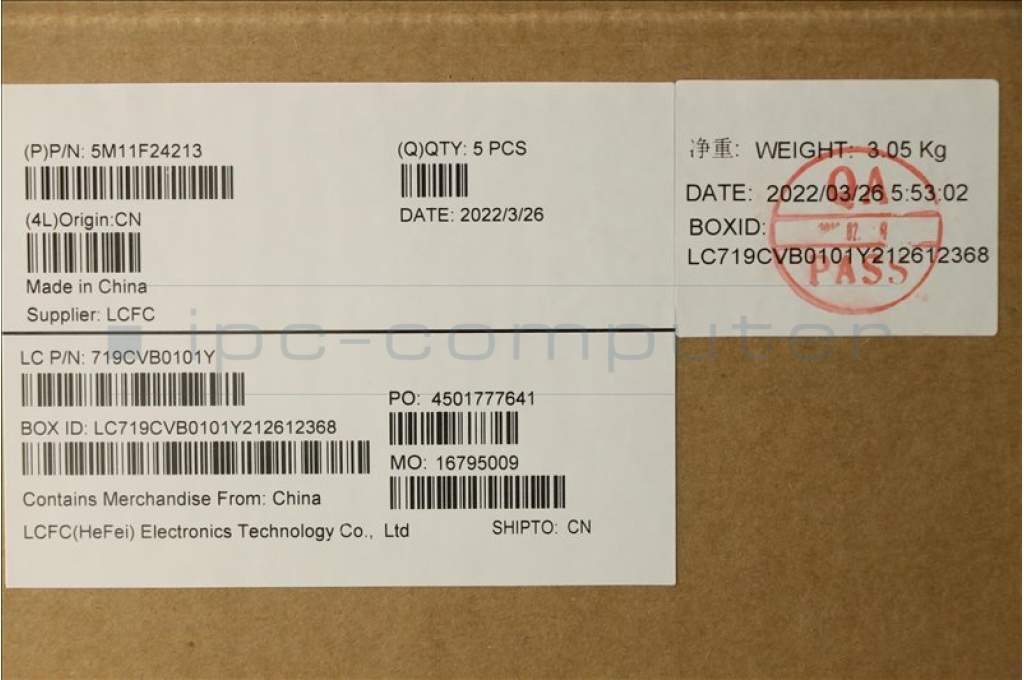 (P)P/N: 5M11F24213
(Q)QTY: 5 PCS
(4L)Origin:CN
DATE: 2022/3/26
Made in China
Supplier: LCFC
LC P/N: 719CVB0101Y
PO: 4501777641
BOX ID: LC719CVB0101Y212612368
MO: 16795009
Contains Merchandise From: China
LCFC(HeFei) Electronics Technology Co., Ltd
SHIPTO: CN
净重: WEIGHT: 3.05 Kg
DATE: 2022/03/26 5:53:02
BOXID:
LC719CVB0101Y212612368
QA
PASS
ipc-computer